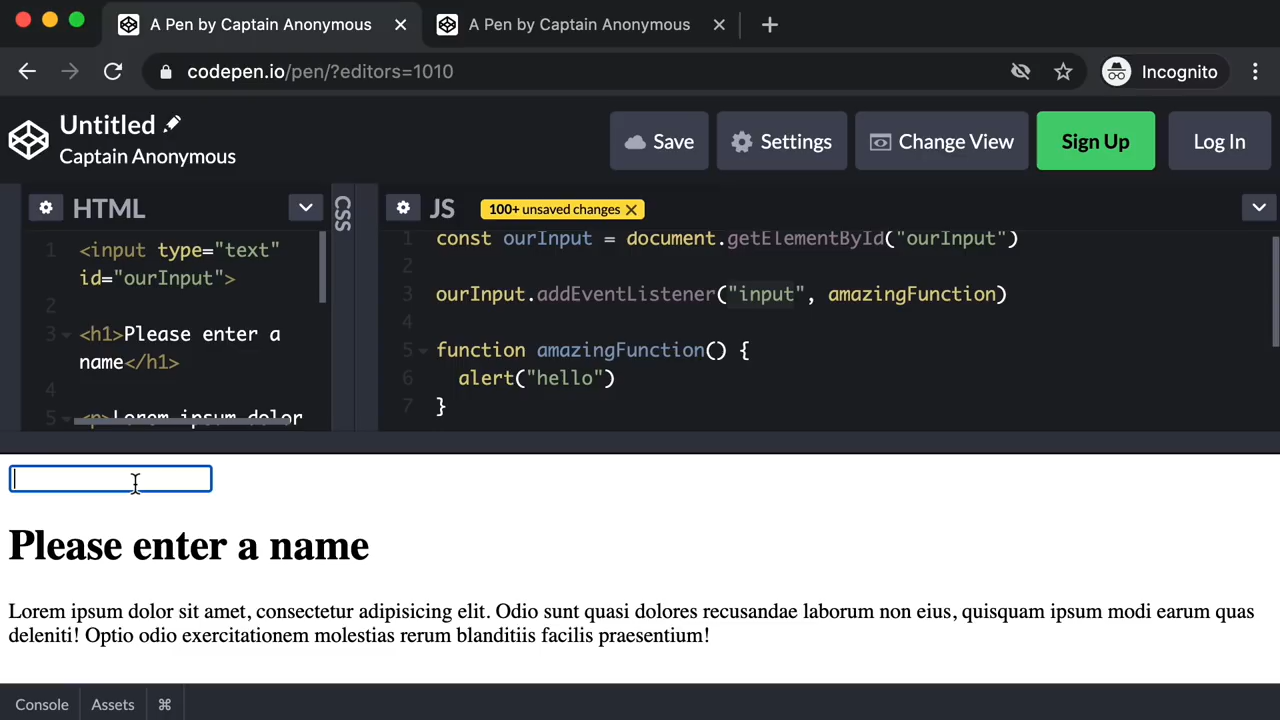 A Pen by Captain Anonymous
A Pen by Captain Anonymous
codepen.io/pen/?editors=1010
Incognito
Untitled
Captain Anonymous
Save
Settings
Change View
Sign Up
Log In
HTML
1 <input type="text"
id="ourInput">
2
3 <h1>Please enter a
name</h1>
4
5 <p>Lorem ipsum dolor
CSS
JS
100+ unsaved changes
1 const ourInput = document.getElementById("ourInput")
2
3 ourInput.addEventListener("input", amazingFunction)
4
5 function amazingFunction() {
6 alert("hello")
7 }
Please enter a name
Lorem ipsum dolor sit amet, consectetur adipisicing elit. Odio sunt quasi dolores recusandae laborum non eius, quisquam ipsum modi earum quas
deleniti! Optio odio exercitationem molestias rerum blanditiis facilis praesentium!
Console
Assets
⌘